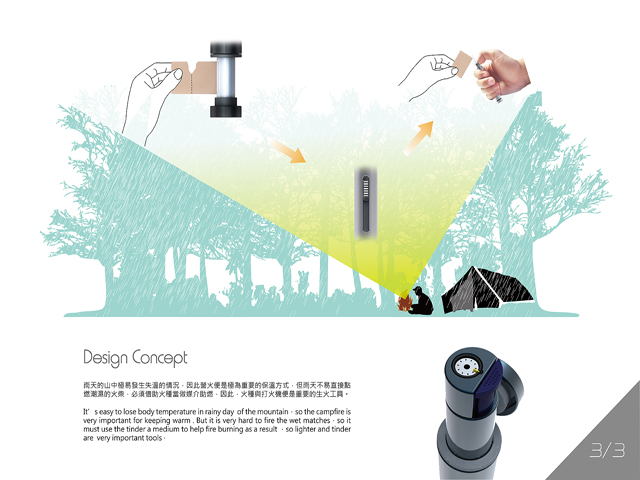 Design Concept
雨天的山中極易發生失溫的情況，因此營火便是極為重要的保溫方式，但雨天不易直接點
燃潮濕的火柴，必須借助火種當做媒介助燃，因此，火種與打火機便是重要的生火工具。
It’s easy to lose body temperature in rainy day of the mountain，so the campfire is
very important for keeping warm . But it is very hard to fire the wet matches，so it
must use the tinder a medium to help fire burning as a result ，so lighter and tinder
are very important tools。
3/3